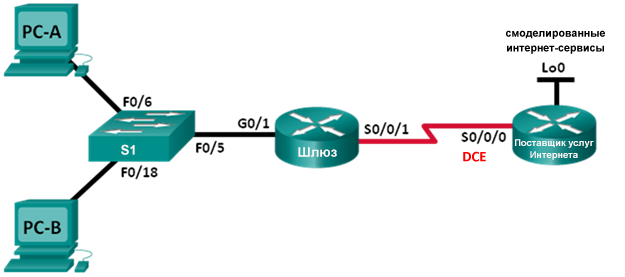 PC-A
смоделированные
интернет-сервисы
Lo0
F0/6
G0/1
S0/0/1
S0/0/0
S1
F0/5
Шлюз
DCE
Поставщик услуг
Интернета
F0/18
PC-B